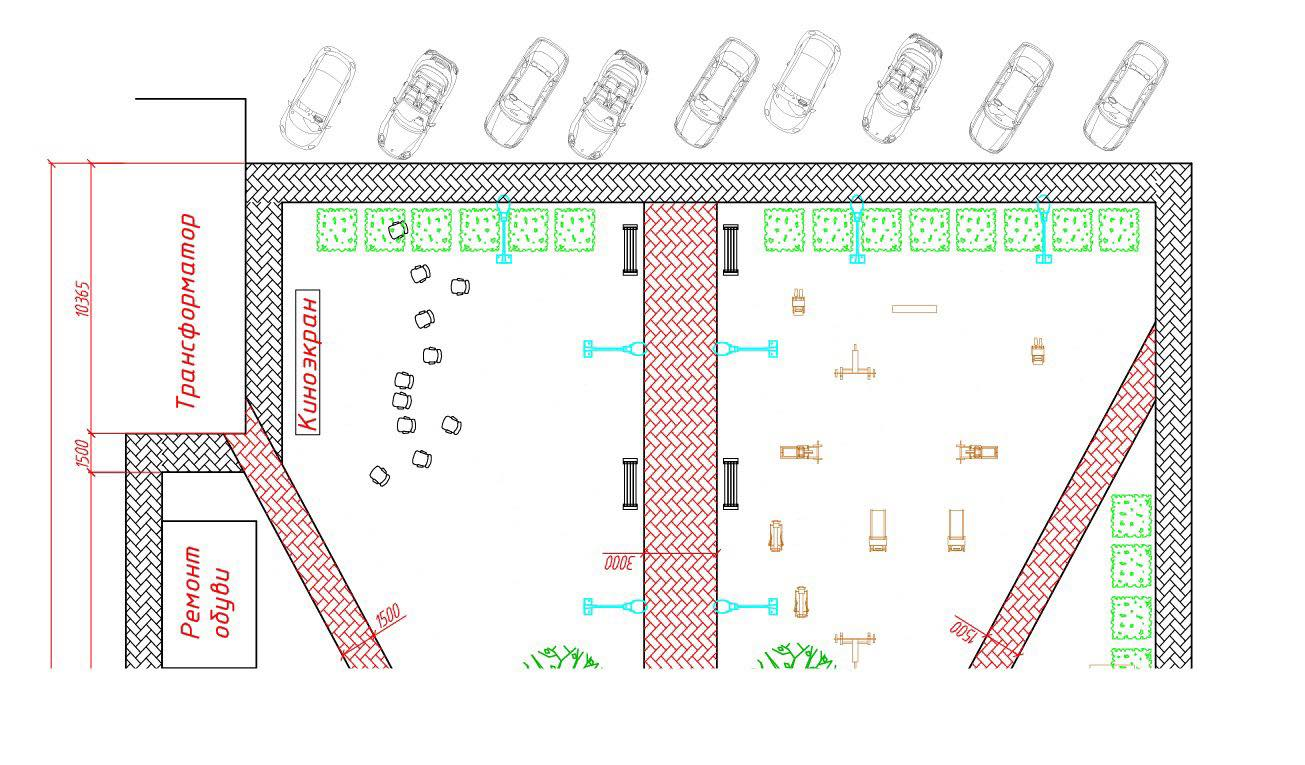 10365
Трансформатор
Киноэкран
1500
Ремонт
обуви
3000
1500
1500